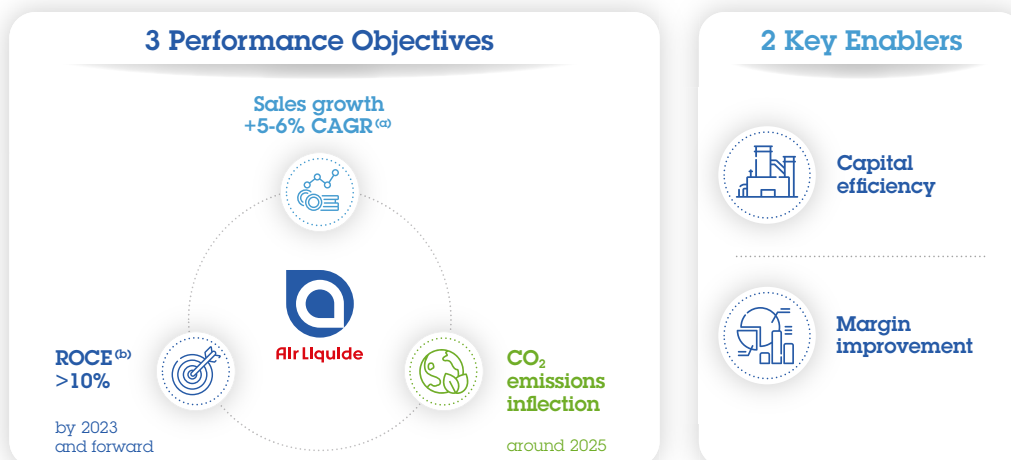 3 Performance Objectives
Sales growth
+5-6% CAGR(a)
Air Liquide
ROCE(b)
>10%
by 2023
and forward
CO₂
emissions
inflection
around 2025
2 Key Enablers
Capital
efficiency
Margin
improvement